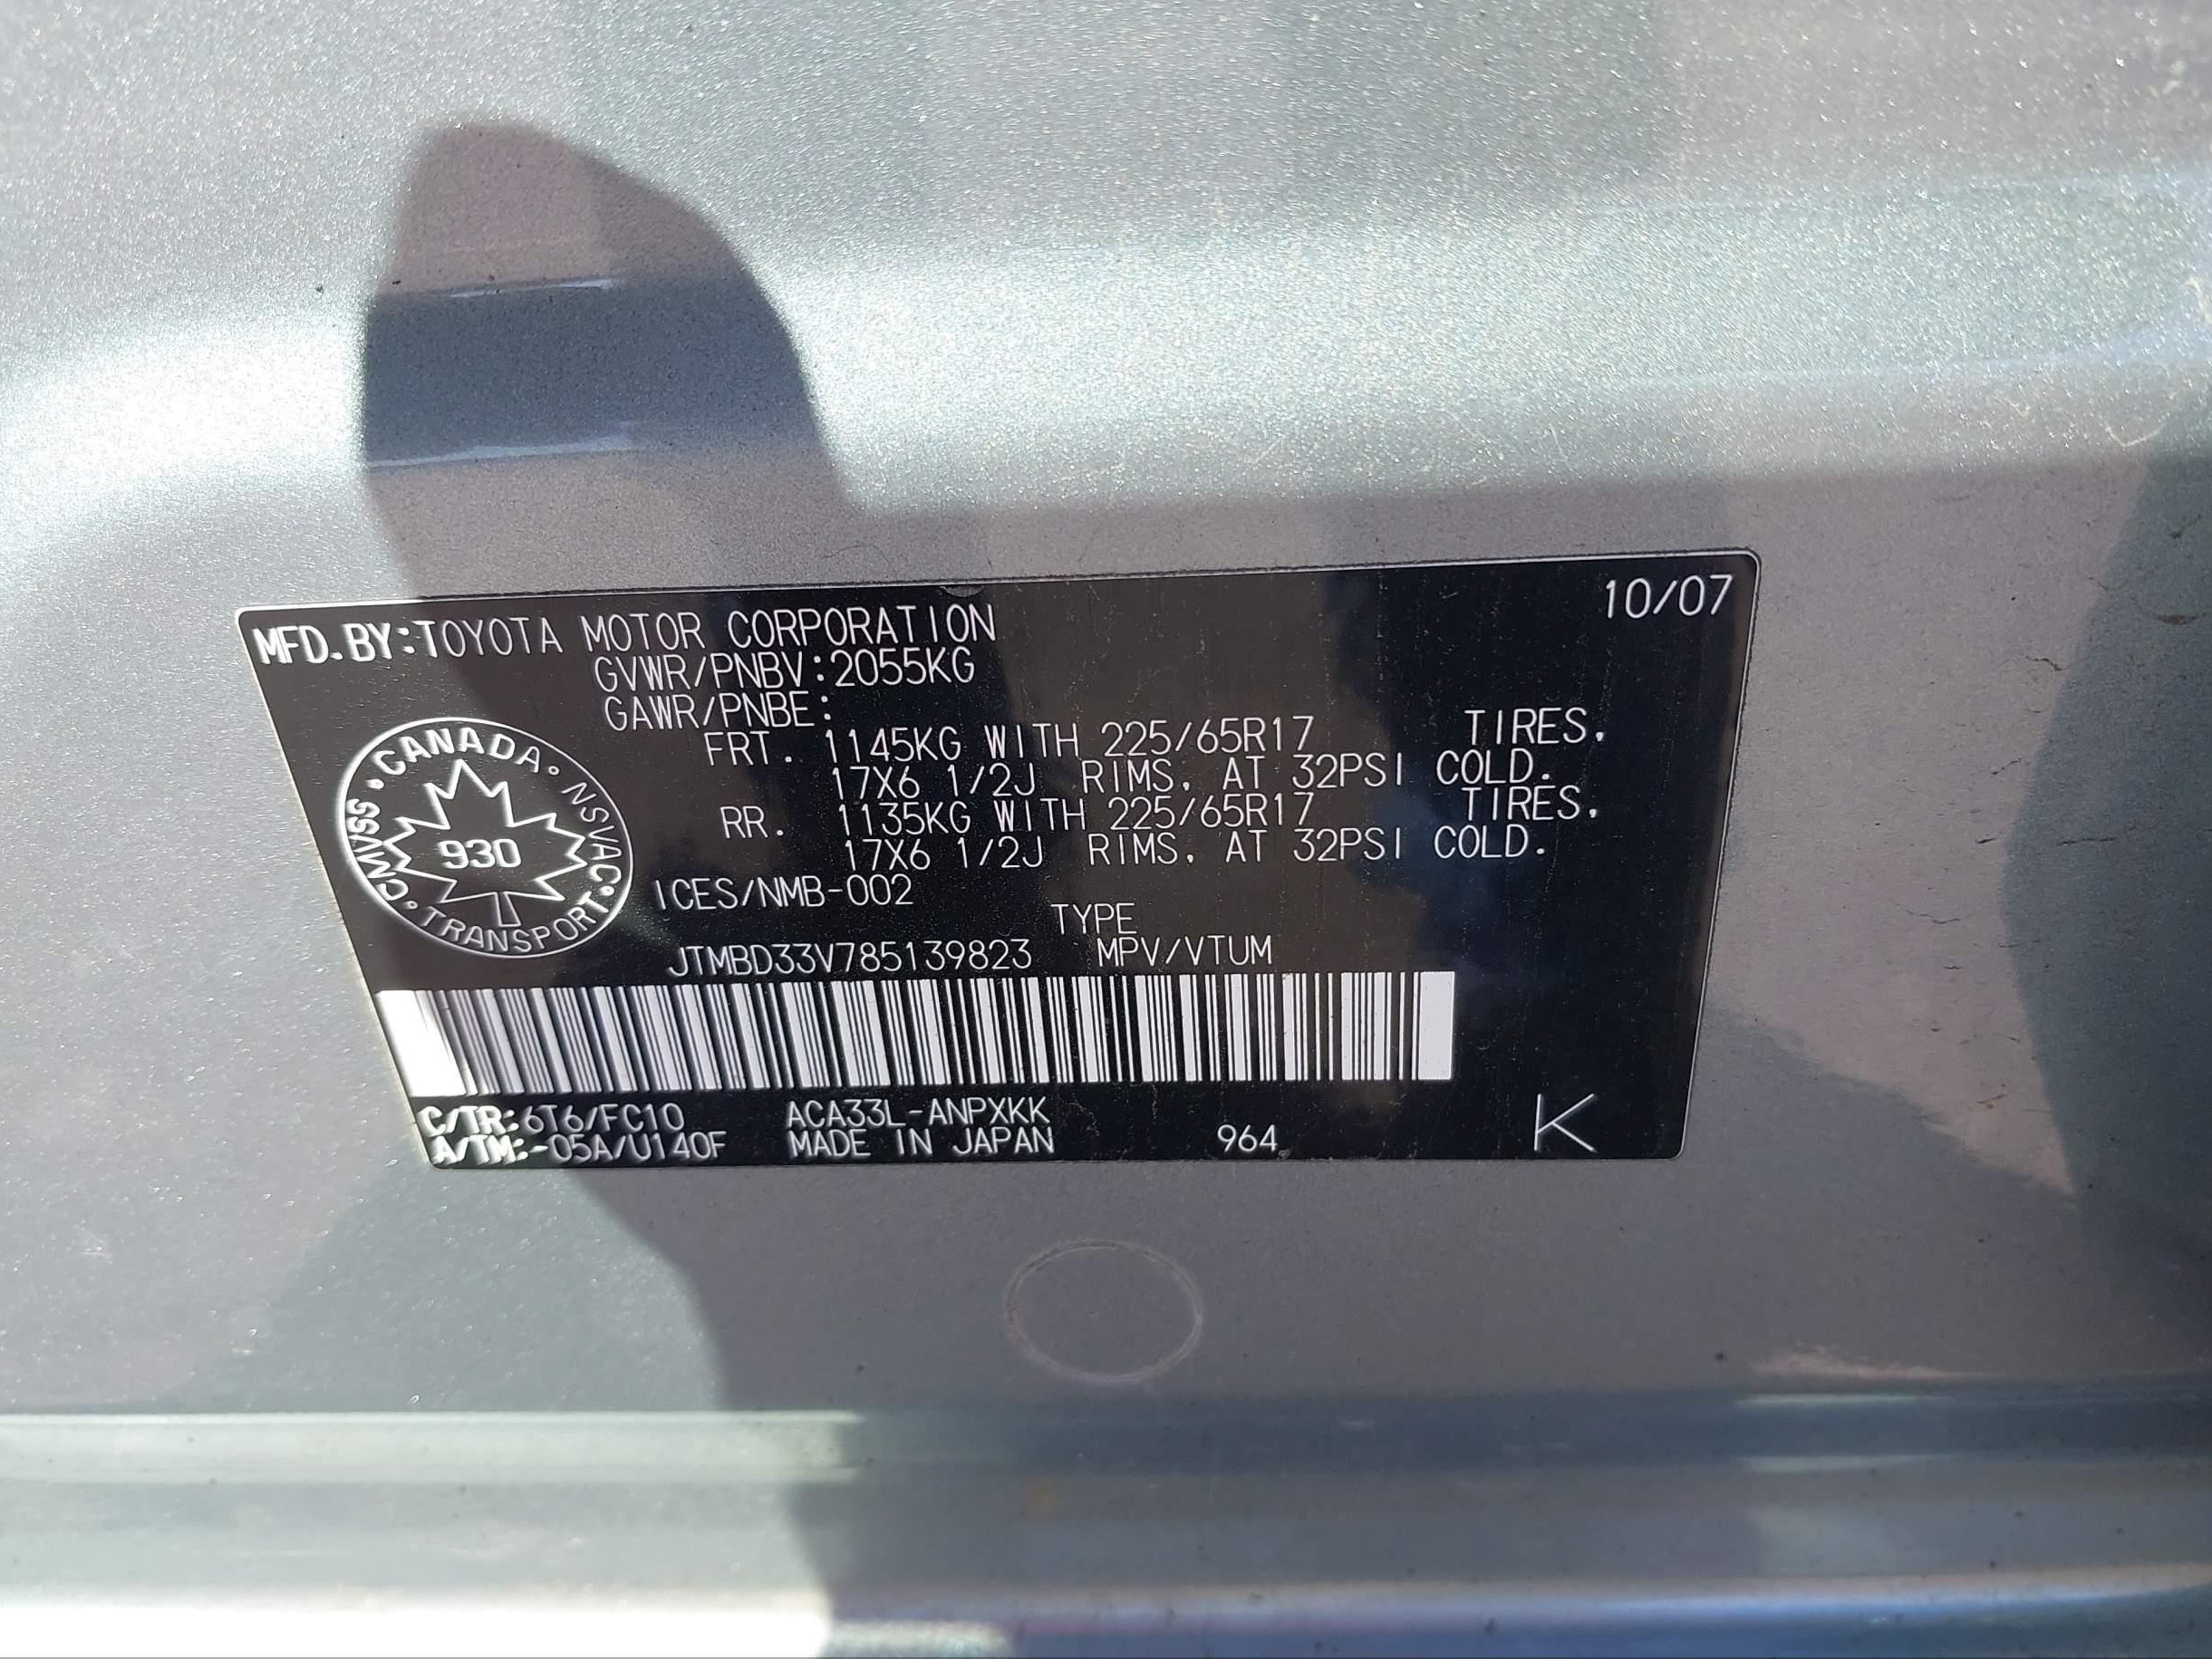 10/07
MFD.BY:TOYOTA MOTOR CORPORATION
GVWR/PNBV:2055KG
GAWR/PNBE:
FRT. 1145KG WITH 225/65R17 TIRES,
17X6 1/2J RIMS, AT 32PSI COLD.
RR. 1135KG WITH 225/65R17 TIRES,
17X6 1/2J RIMS, AT 32PSI COLD.
CANADA · NSVAC · TRANSPORT · CMVSS ·
930
ICES/NMB-002
TYPE
JTMBD33V785139823 MPV/VTUM
C/TR:6T6/FC10 ACA33L-ANPXKK
A/TM:-05A/U140F MADE IN JAPAN 964 K